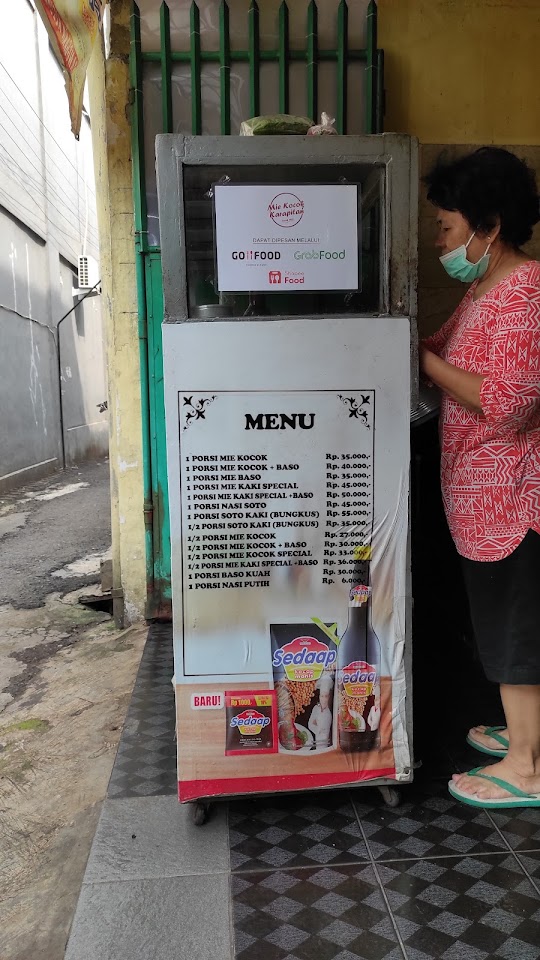 Mie Kocok
Karapitan
DAPAT DIPESAN MELALUI :
GOFOOD GrabFood
Shopee
Food
MENU
1 PORSI MIE KOCOK Rp. 35.000,-
1 PORSI MIE KOCOK + BASO Rp. 40.000,-
1 PORSI MIE BASO Rp. 35.000,-
1 PORSI MIE KAKI SPECIAL Rp. 45.000,-
1 PORSI MIE KAKI SPECIAL +BASO Rp. 50.000,-
1 PORSI NASI SOTO Rp. 45.000,-
1 PORSI SOTO KAKI (BUNGKUS) Rp. 55.000,-
1/2 PORSI SOTO KAKI (BUNGKUS) Rp. 35.000,-
1/2 PORSI MIE KOCOK Rp. 27.000,-
1/2 PORSI MIE KOCOK + BASO Rp. 30.000,-
1/2 PORSI MIE KOCOK SPECIAL Rp. 33.000,-
1/2 PORSI MIE KAKI SPECIAL +BASO Rp. 36.000,-
1 PORSI BASO KUAH Rp. 30.000,-
1 PORSI NASI PUTIH Rp. 6.000,-
BARU!
Rp 1000
Sedaap
Sedaap
Sedaap